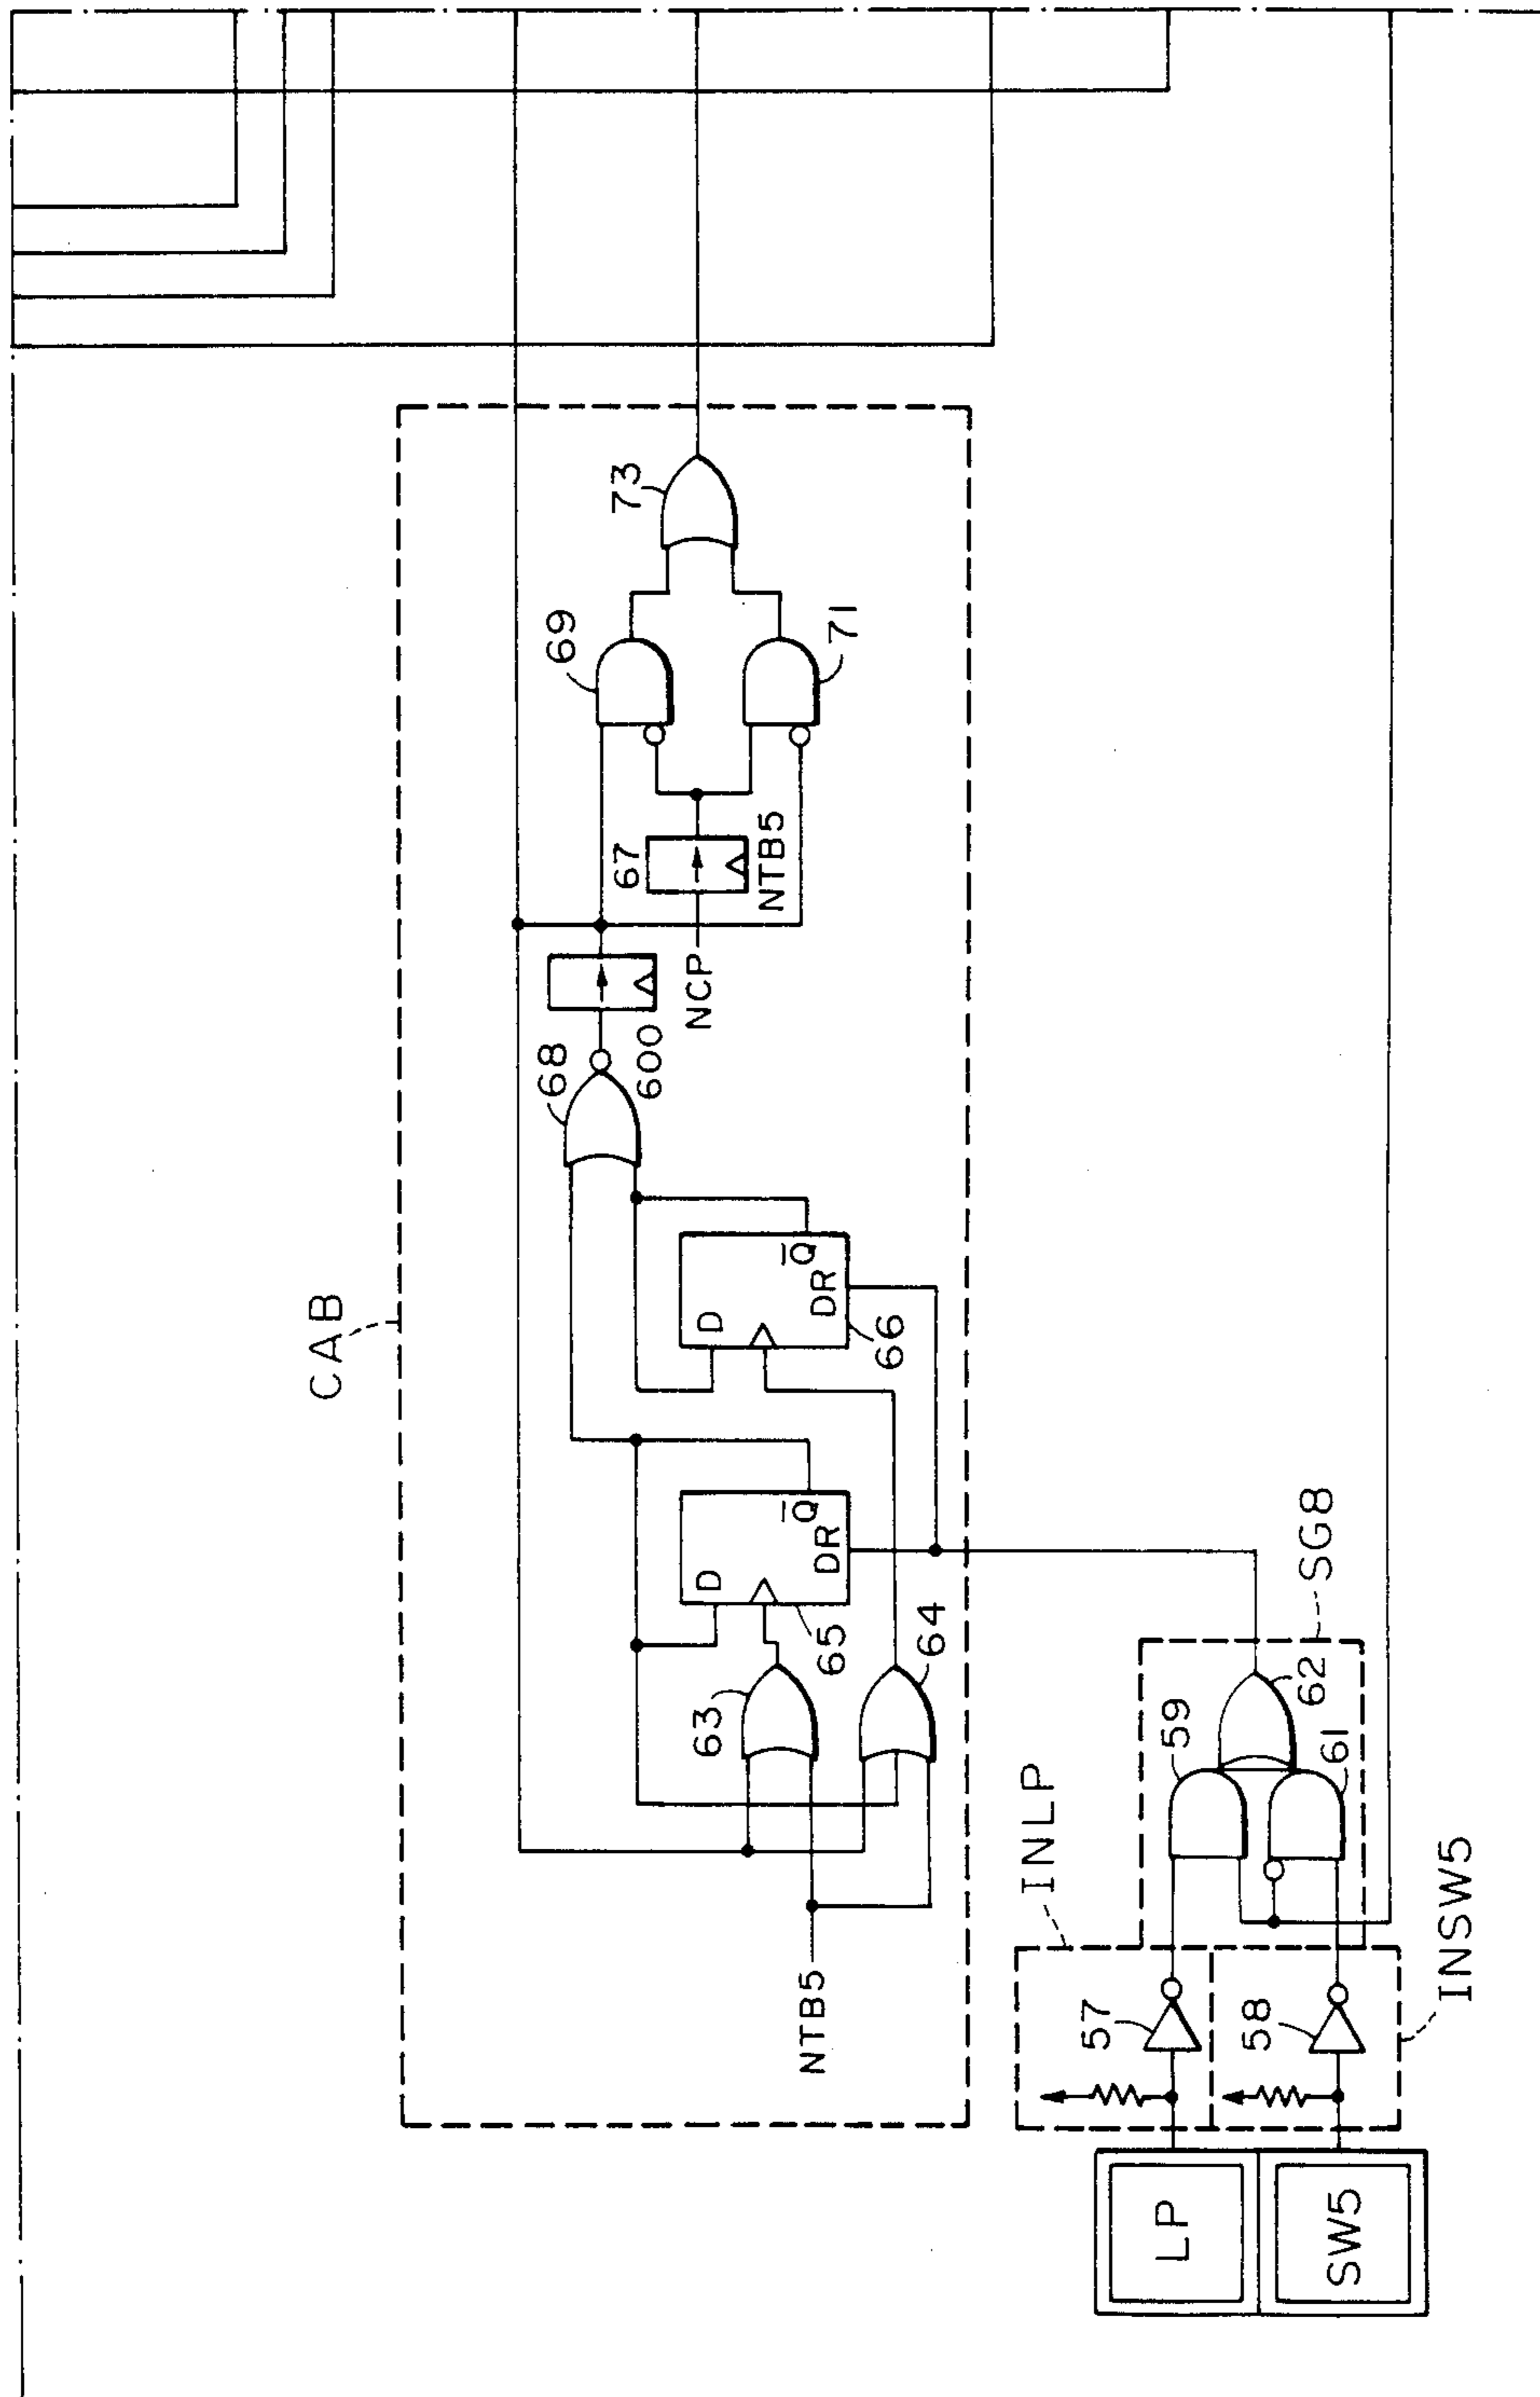 CAB
73
69
71
67
NTB5
NCP
600
68
Q
D
DR
66
Q
D
DR
65
64
63
NTB5
SG8
62
59
61
INLP
INSW5
57
58
LP
SW5